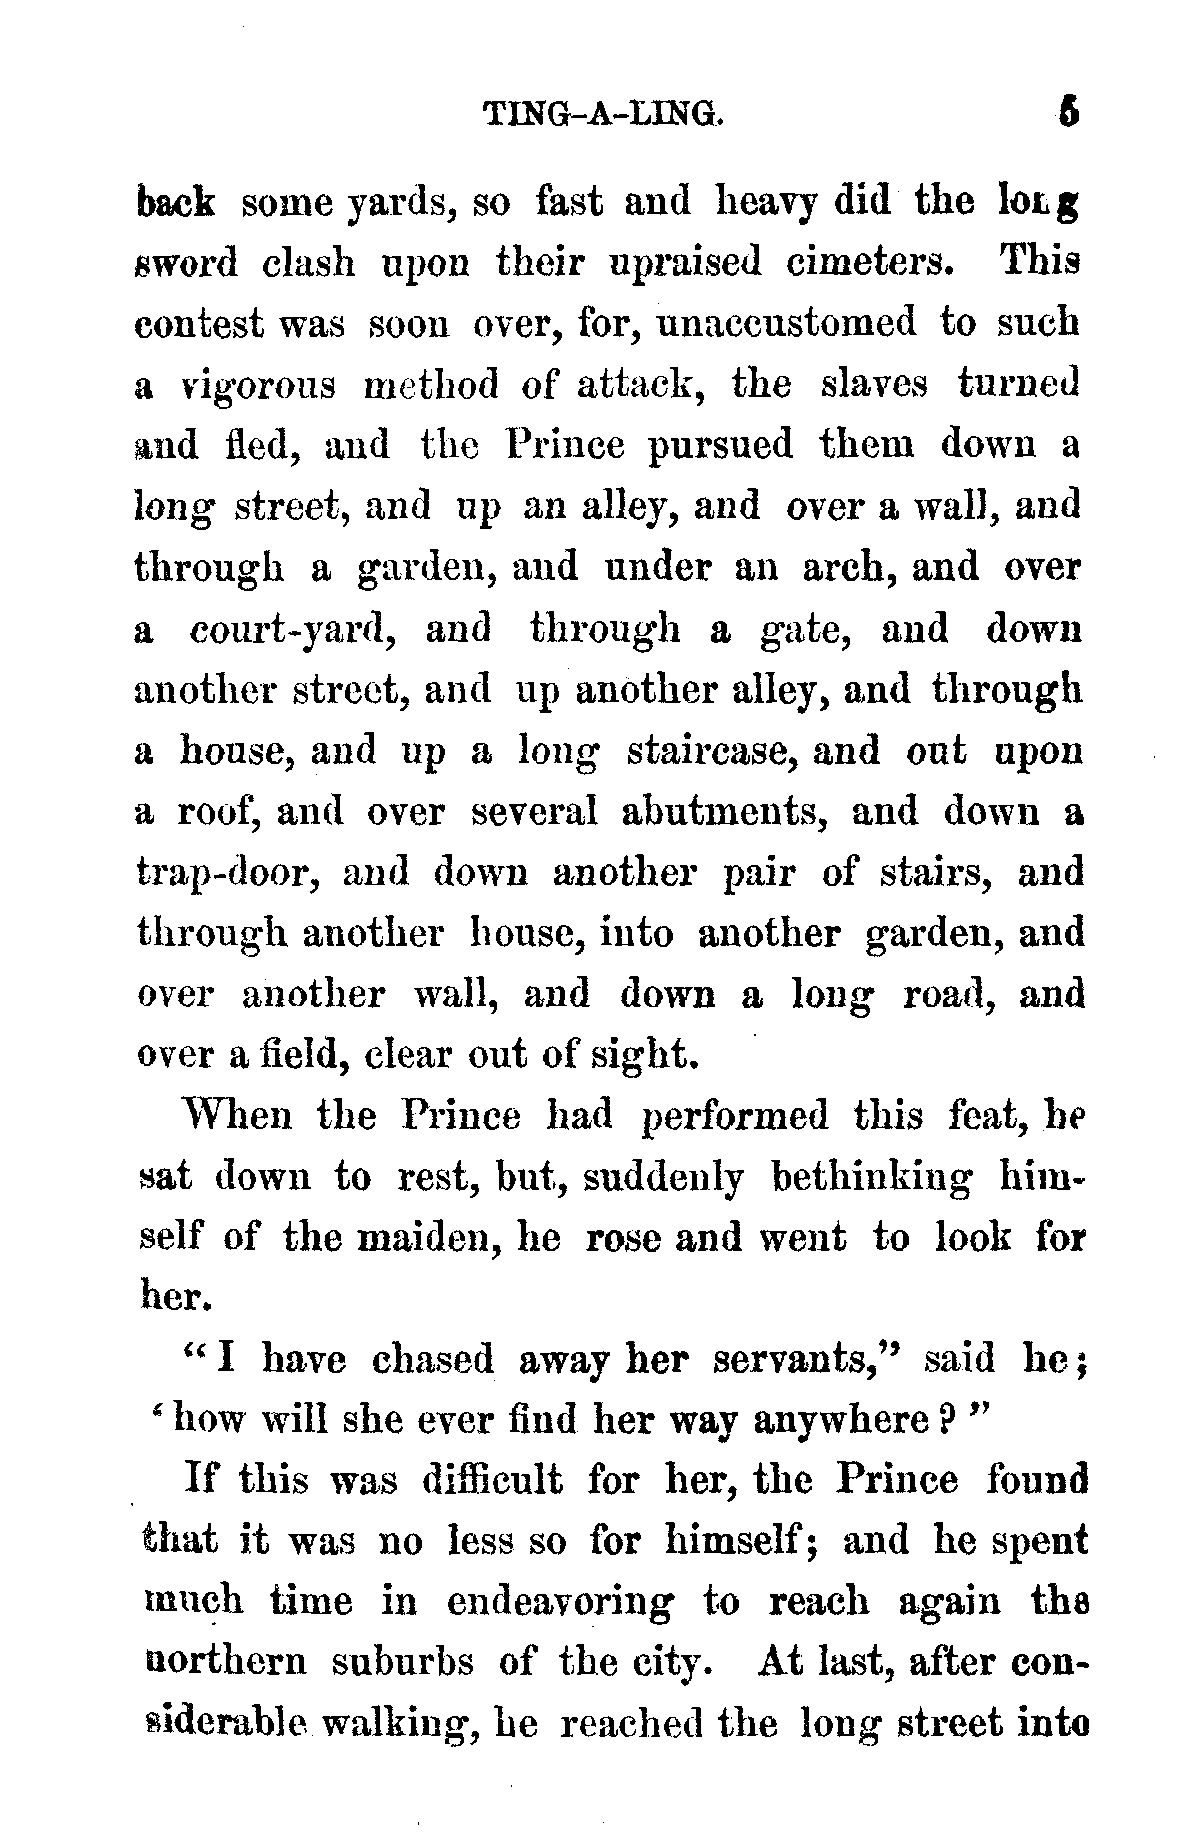 TING-A-LING. 5
back some yards, so fast and heavy did the long
sword clash upon their upraised cimeters. This
contest was soon over, for, unaccustomed to such
a vigorous method of attack, the slaves turned
and fled, and the Prince pursued them down a
long street, and up an alley, and over a wall, and
through a garden, and under an arch, and over
a court-yard, and through a gate, and down
another street, and up another alley, and through
a house, and up a long staircase, and out upon
a roof, and over several abutments, and down a
trap-door, and down another pair of stairs, and
through another house, into another garden, and
over another wall, and down a long road, and
over a field, clear out of sight.
When the Prince had performed this feat, he
sat down to rest, but, suddenly bethinking him-
self of the maiden, he rose and went to look for
her.
“I have chased away her servants,” said he;
‘how will she ever find her way anywhere?”
If this was difficult for her, the Prince found
that it was no less so for himself; and he spent
much time in endeavoring to reach again the
northern suburbs of the city. At last, after con-
siderable walking, he reached the long street into